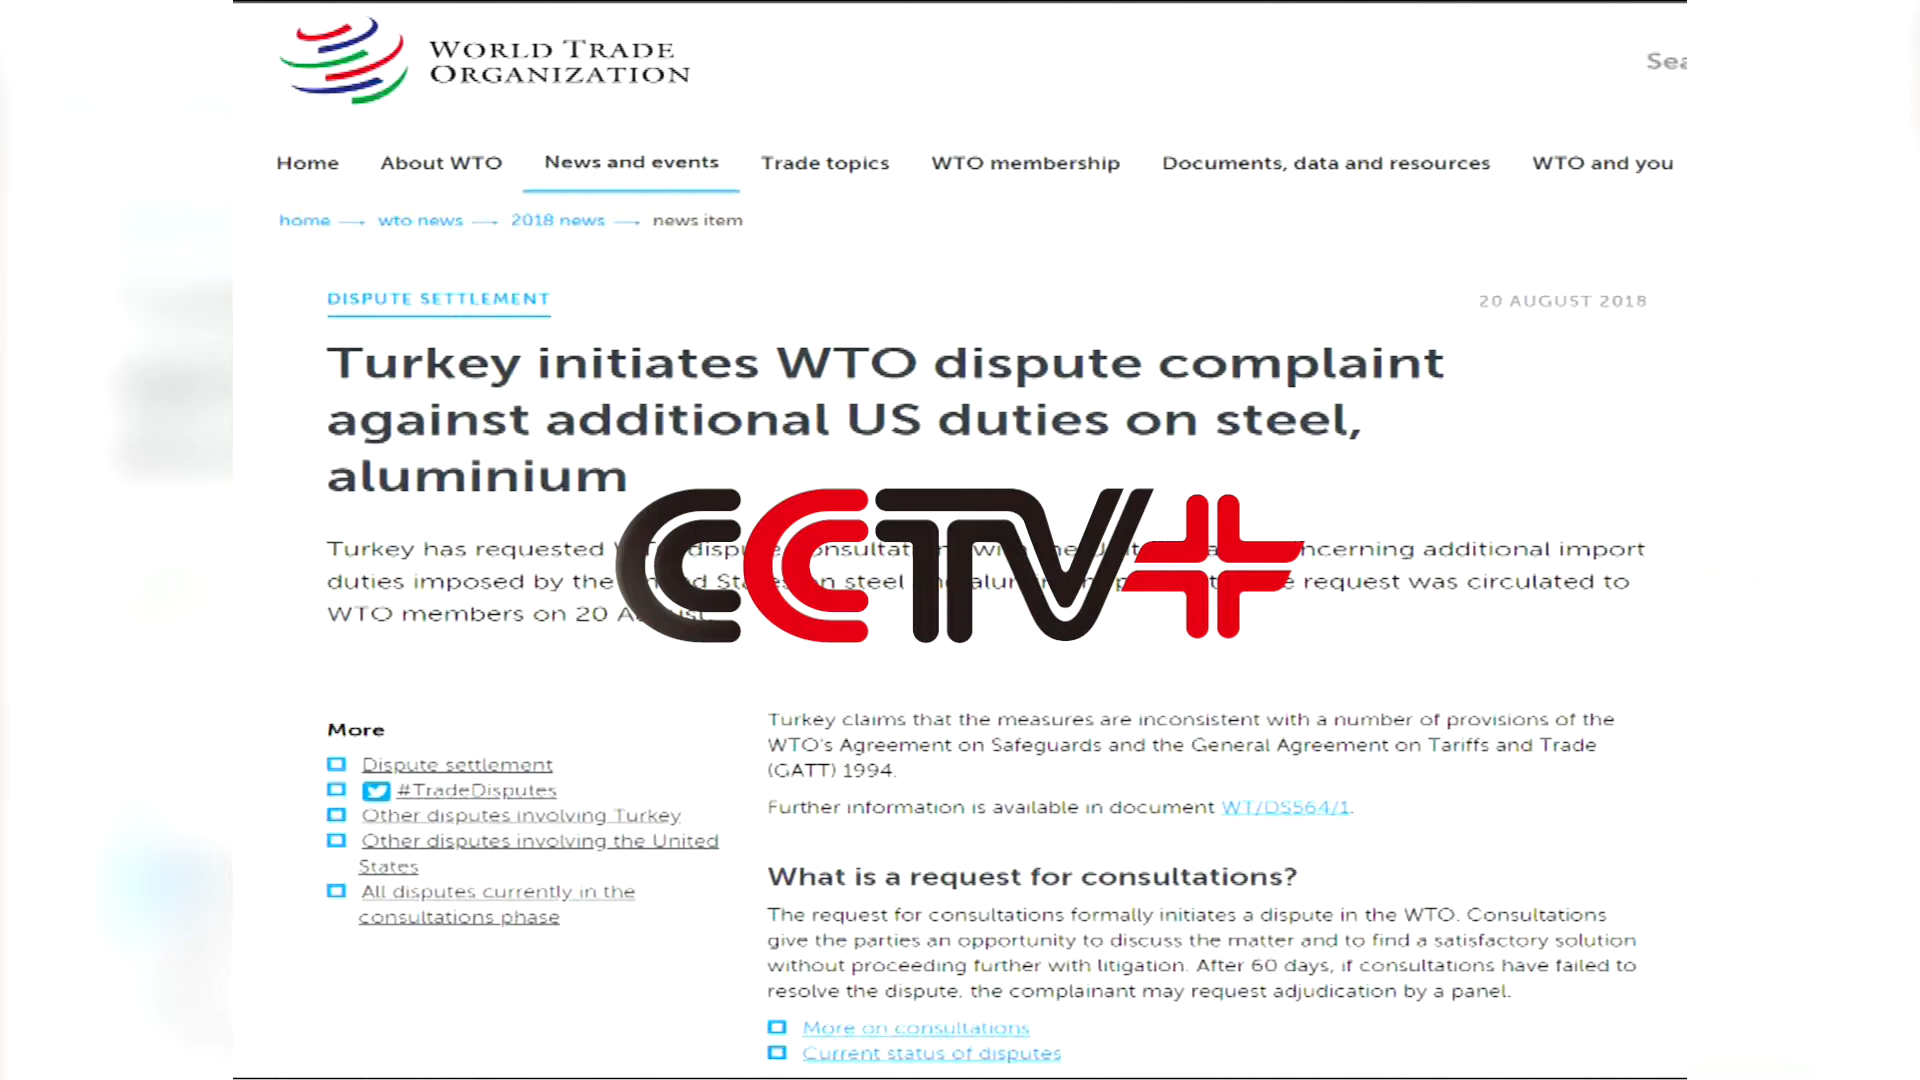 WORLD TRADE
ORGANIZATION
Home About WTO News and events Trade topics WTO membership Documents, data and resources WTO and you
home → wto news → 2018 news → news item
DISPUTE SETTLEMENT
20 AUGUST 2018
Turkey initiates WTO dispute complaint
against additional US duties on steel,
aluminium
CCTV+
Turkey has requested concerning additional import
duties imposed by the steel request was circulated to
WTO members on 20
More
Dispute settlement
#TradeDisputes
Other disputes involving Turkey
Other disputes involving the United
States
All disputes currently in the
consultations phase
Turkey claims that the measures are inconsistent with a number of provisions of the
WTO's Agreement on Safeguards and the General Agreement on Tariffs and Trade
(GATT) 1994.
Further information is available in document WT/DS564/1.
What is a request for consultations?
The request for consultations formally initiates a dispute in the WTO. Consultations
give the parties an opportunity to discuss the matter and to find a satisfactory solution
without proceeding further with litigation. After 60 days, if consultations have failed to
resolve the dispute, the complainant may request adjudication by a panel.
More on consultations
Current status of disputes